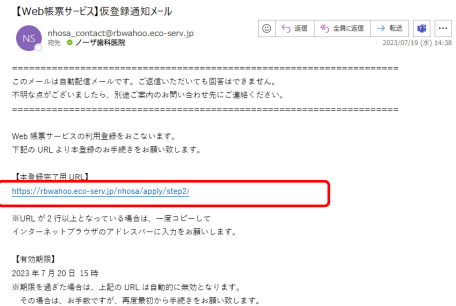 【Web帳票サービス】仮登録通知メール
NS
nhosa_contact@rbwahoo.eco-serv.jp
宛先 ノーザ歯科医院
返信
全員に返信
転送
2023/07/19 (水) 14:38
==================================================================
このメールは自動配信メールです。ご返信いただいても回答はできません。
不明な点がございましたら、別途ご案内のお問い合わせ先にご連絡ください。
==================================================================
Web 帳票サービスの利用登録をおこないます。
下記の URL より本登録のお手続きをお願い致します。
【本登録完了用 URL】
https://rbwahoo.eco-serv.jp/nhosa/apply/step2/
※URL が 2 行以上となっている場合は、一度コピーして
インターネットブラウザのアドレスバーに入力をお願いします。
【有効期限】
2023 年 7 月 20 日 15 時
※期限を過ぎた場合は、上記の URL は自動的に無効となります。
その場合は、お手数ですが、再度最初から手続きをお願い致します。